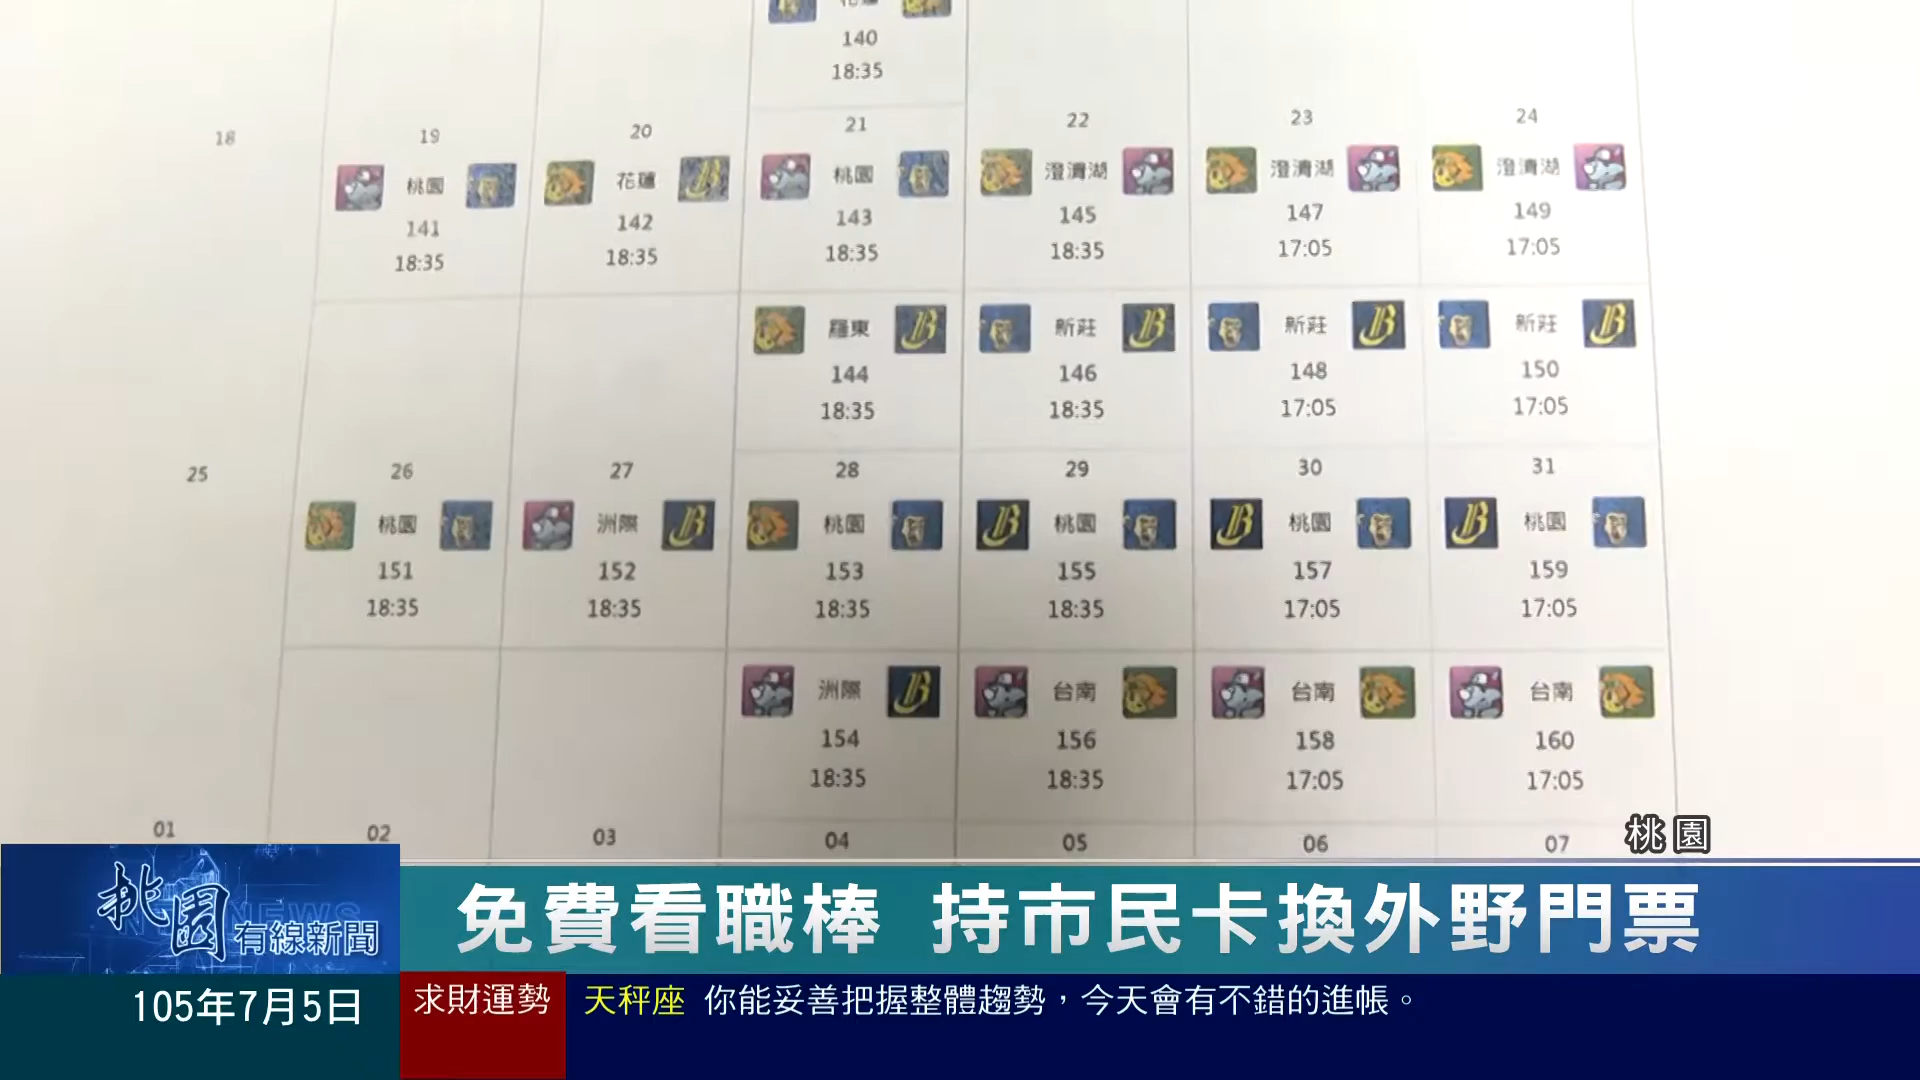 花蓮
140
18:35
18 19 20 21 22 23 24
桃園 花蓮 桃園 澄清湖 澄清湖 澄清湖
141 142 143 145 147 149
18:35 18:35 18:35 18:35 17:05 17:05
羅東 新莊 新莊 新莊
144 146 148 150
18:35 18:35 17:05 17:05
25 26 27 28 29 30 31
桃園 洲際 桃園 桃園 桃園 桃園
151 152 153 155 157 159
18:35 18:35 18:35 18:35 17:05 17:05
洲際 台南 台南 台南
154 156 158 160
18:35 18:35 17:05 17:05
01 02 03 04 05 06 07
桃園
桃園有線新聞
NEWS
免費看職棒 持市民卡換外野門票
105年7月5日
求財運勢 天秤座 你能妥善把握整體趨勢，今天會有不錯的進帳。